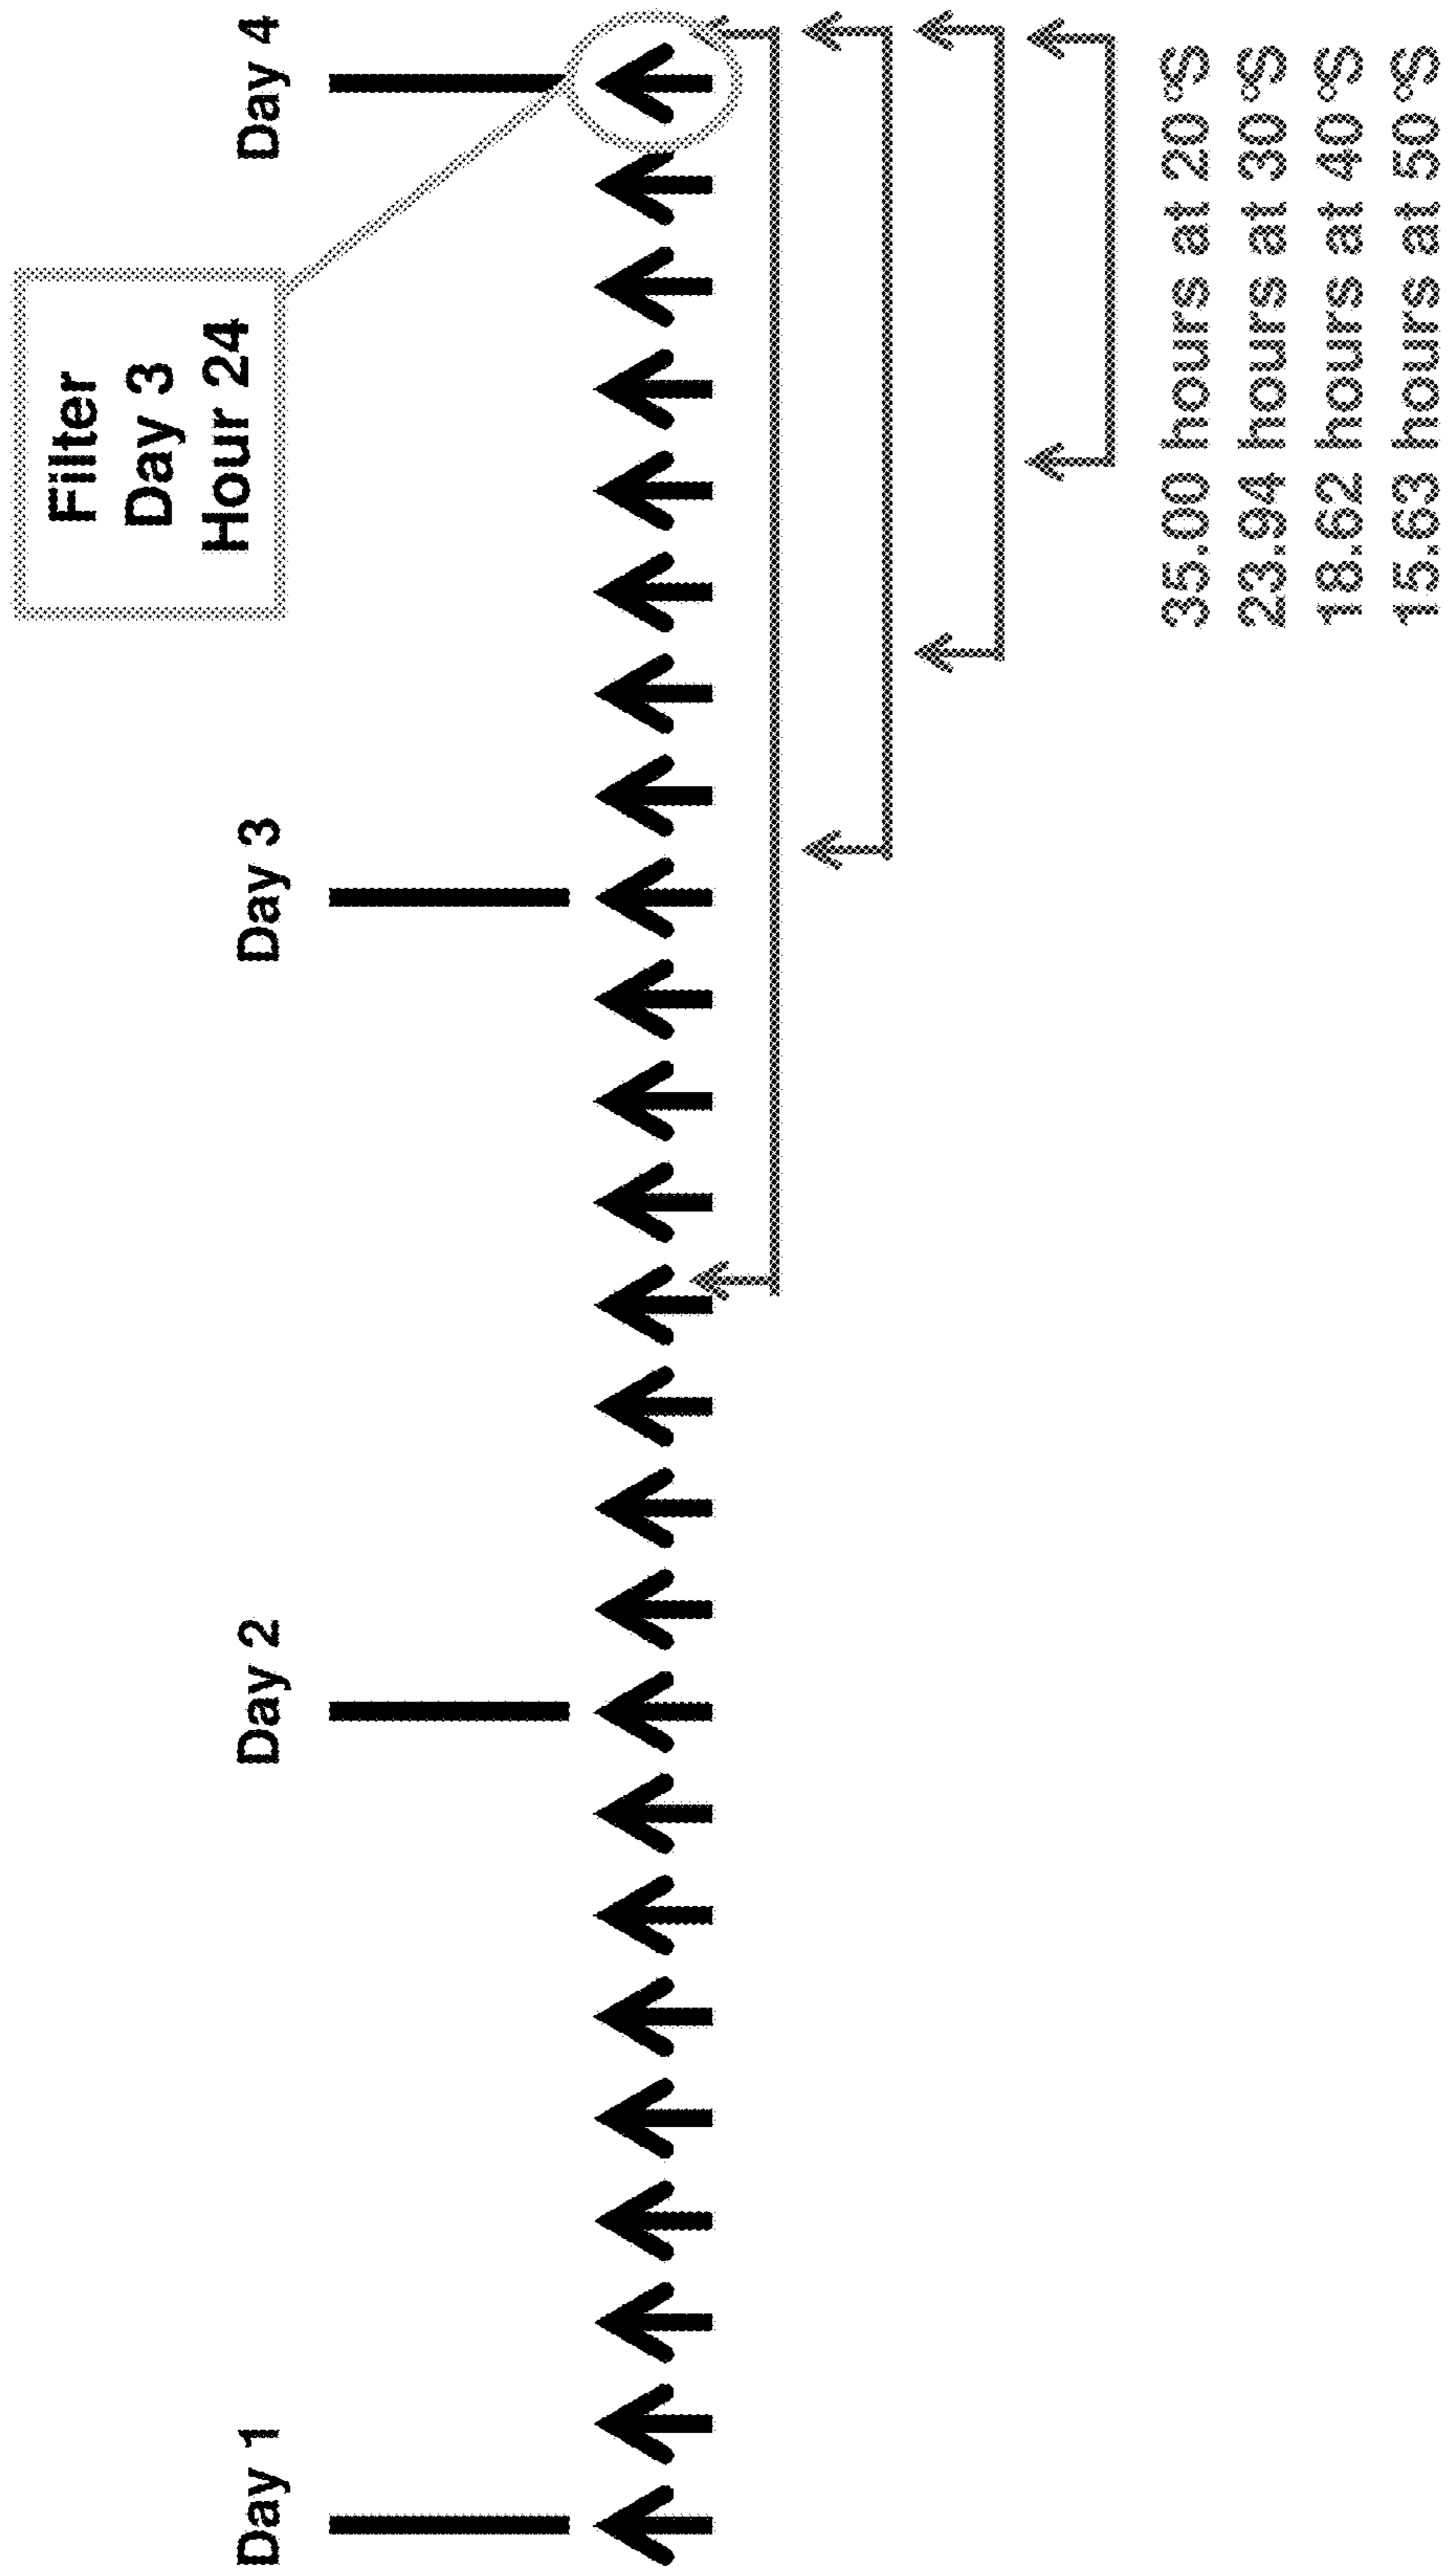 Filter
Day 3
Hour 24
Day 1
Day 2
Day 3
Day 4
35.00 hours at 20°S
23.94 hours at 30°S
18.62 hours at 40°S
15.63 hours at 50°S